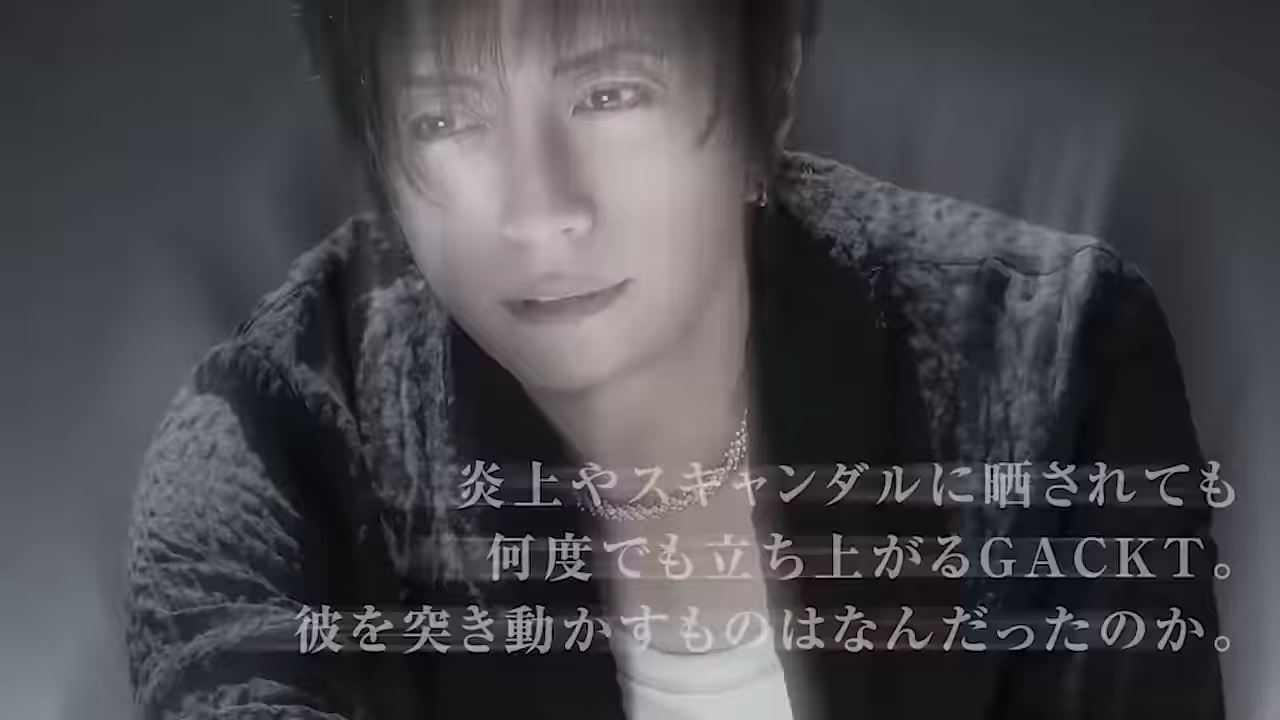 炎上やスキャンダルに晒されても
何度でも立ち上がるGACKT。
彼を突き動かすものはなんだったのか。